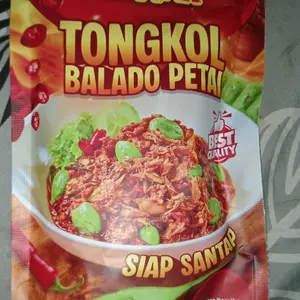 TONGKOL
BALADO PETAI
BEST
QUALITY
SIAP SANTAP